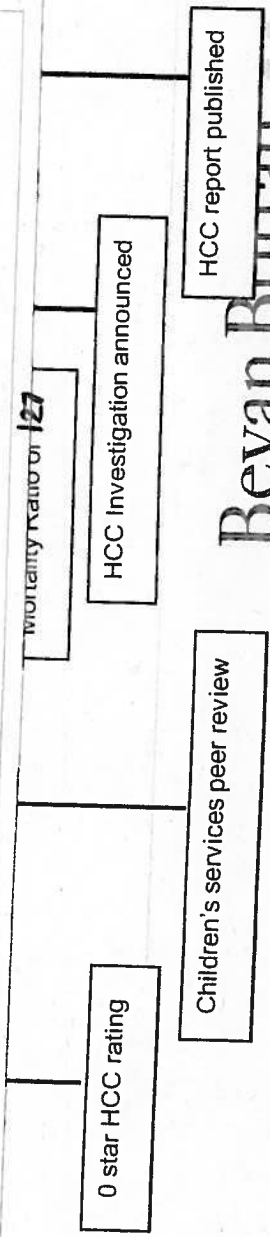 0 star HCC rating
Children's services peer review
Mortality Ratio of 127
HCC Investigation announced
HCC report published
Bevan